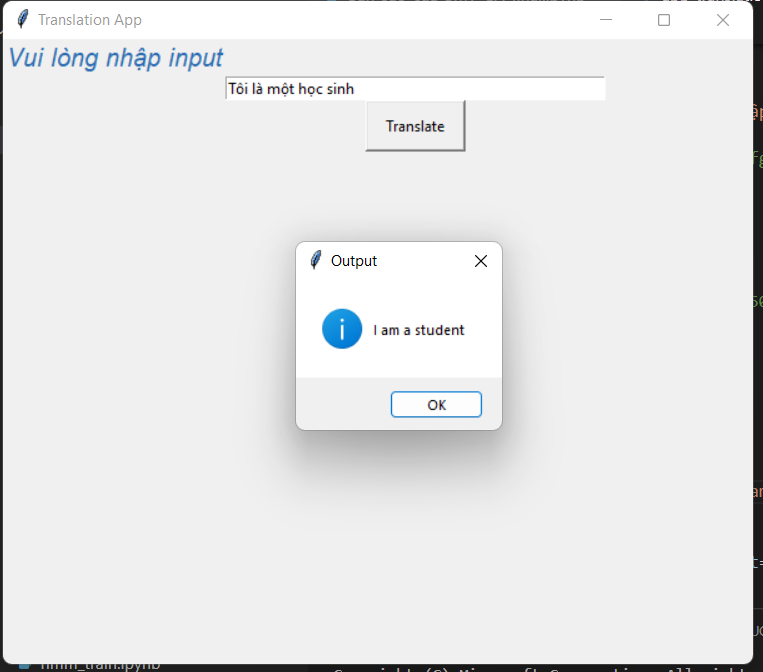 Translation App
Vui lòng nhập input
Tôi là một học sinh
Translate
Output
I am a student
OK